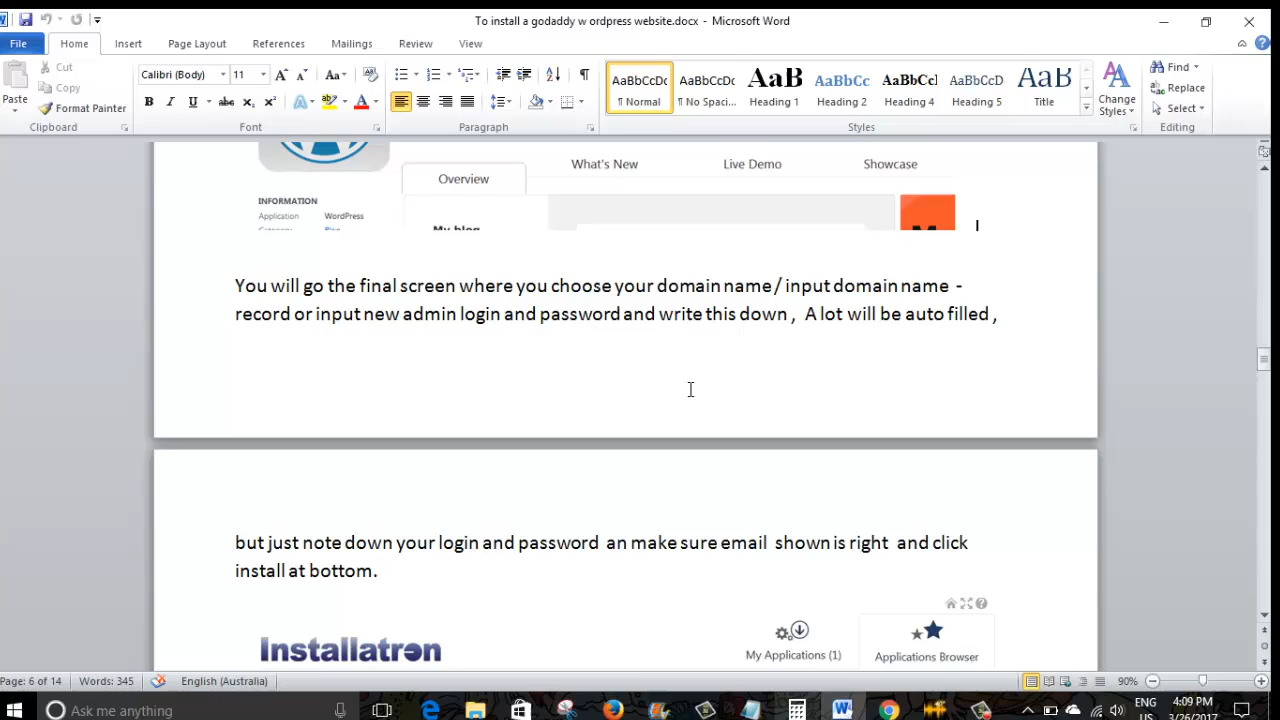 To install a godaddy w ordpress website.docx - Microsoft Word
File Home Insert Page Layout References Mailings Review View
Cut
Copy
Format Painter
Paste
Clipboard
Calibri (Body) 11
Font
Paragraph
AaBbCcDc AaBbCcDc AaB AaBbCc AaBbCcI AaBbCcD AaB
¶ Normal ¶ No Spaci... Heading 1 Heading 2 Heading 4 Heading 5 Title
Change
Styles
Styles
Find
Replace
Select
Editing
What's New Live Demo Showcase
Overview
INFORMATION
Application WordPress
My blog
You will go the final screen where you choose your domain name / input domain name -
record or input new admin login and password and write this down , A lot will be auto filled ,
but just note down your login and password an make sure email shown is right and click
install at bottom.
Installatron
My Applications (1) Applications Browser
Page: 6 of 14 Words: 345 English (Australia) 90%
Ask me anything
ENG 4:09 PM
US